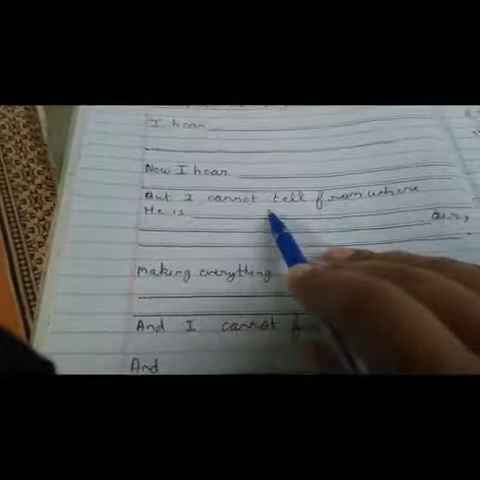 I hear
Now I hear
But I cannot tell from where
He is
air,
Making everything
And I cannot
And